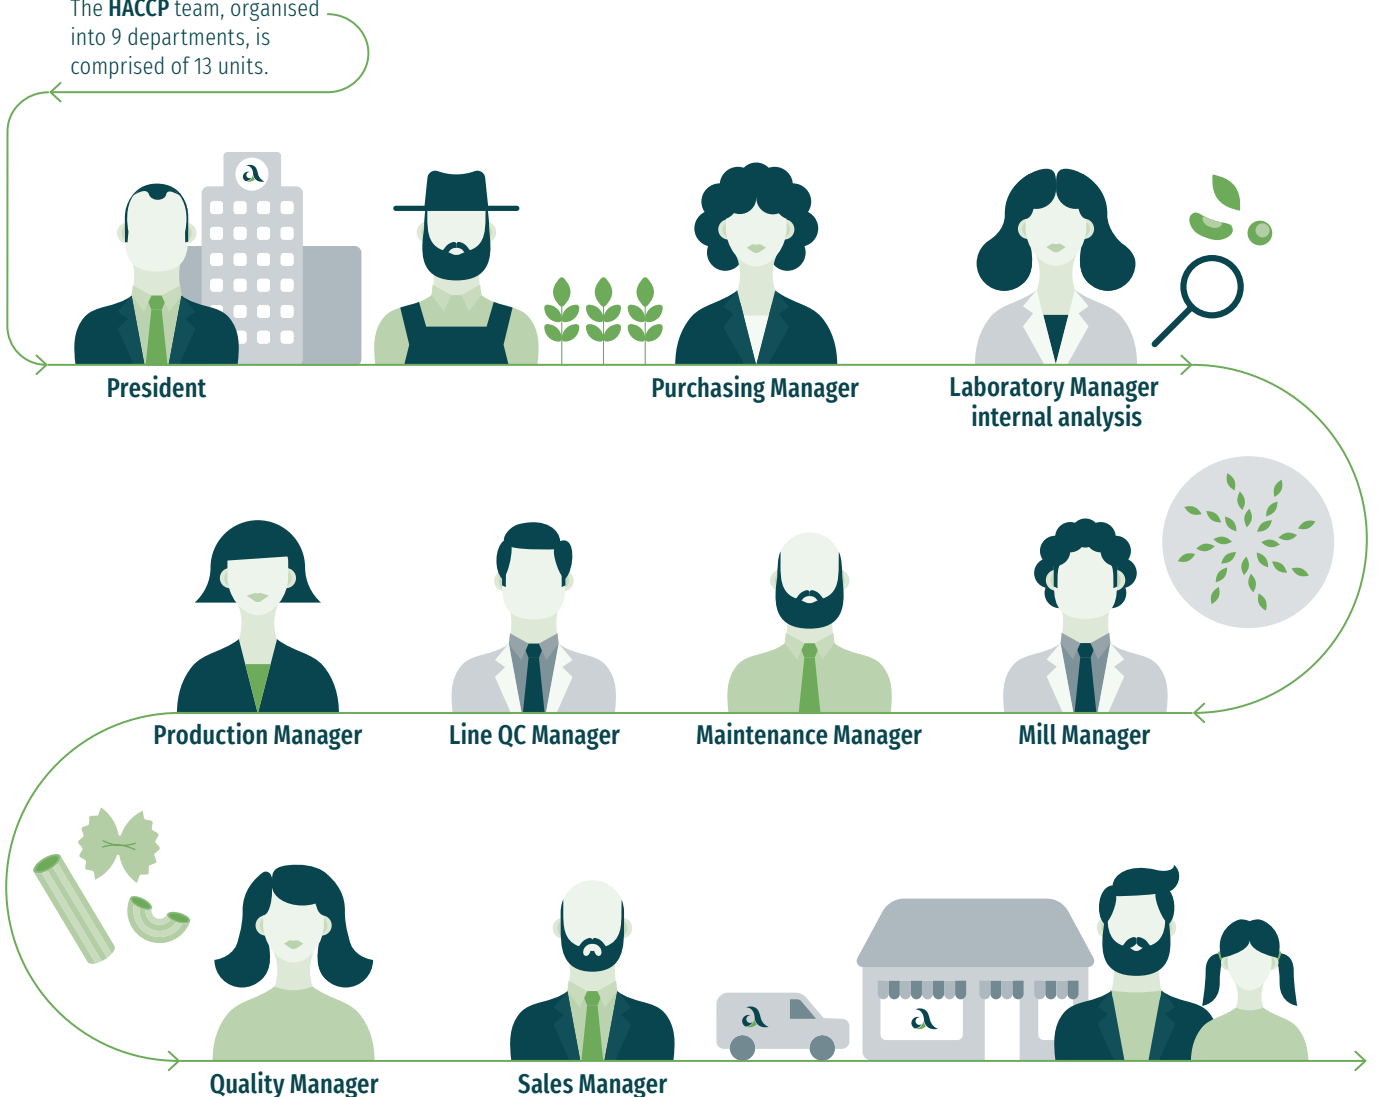 The HACCP team, organised
into 9 departments, is
comprised of 13 units.
President
Purchasing Manager
Laboratory Manager
internal analysis
Production Manager
Line QC Manager
Maintenance Manager
Mill Manager
Quality Manager
Sales Manager